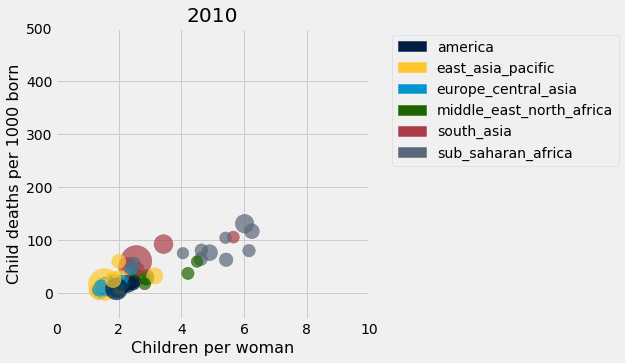 2010
500
400
300
200
100
0
Child deaths per 1000 born
0 2 4 6 8 10
Children per woman
america
east_asia_pacific
europe_central_asia
middle_east_north_africa
south_asia
sub_saharan_africa